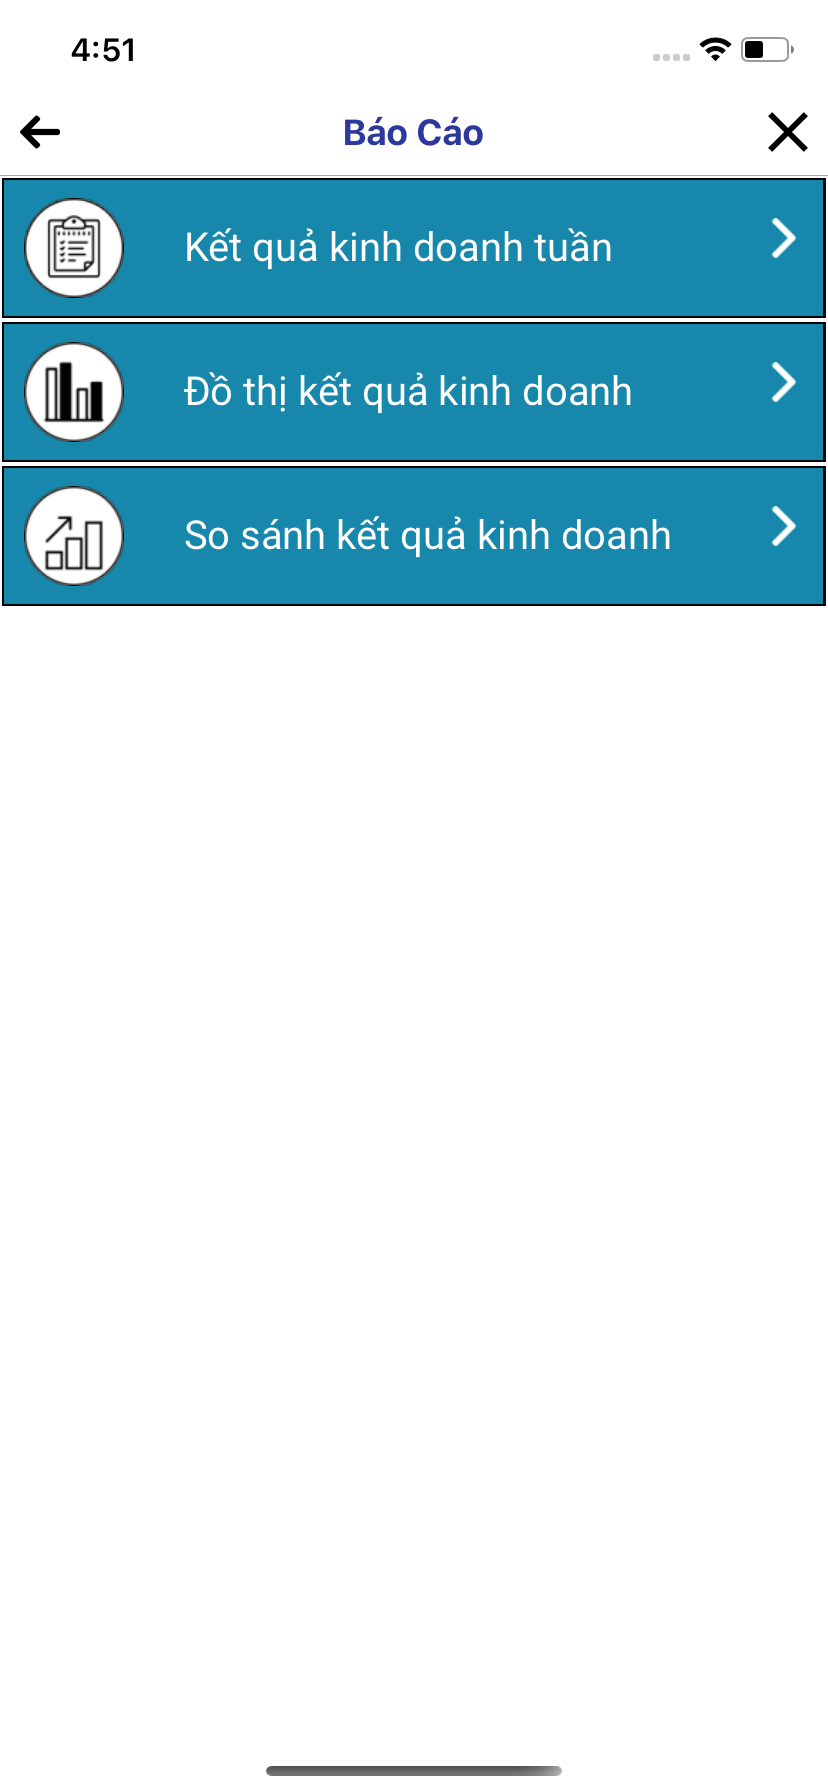 4:51
Báo Cáo
Kết quả kinh doanh tuần
Đồ thị kết quả kinh doanh
So sánh kết quả kinh doanh